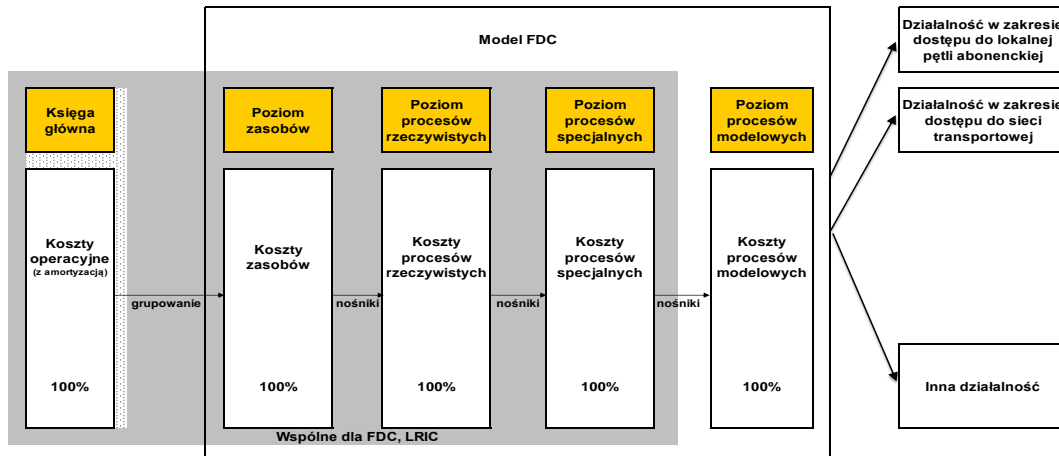 Model FDC
Działalność w zakresie
dostępu do lokalnej
pętli abonenckiej
Księga
główna
Poziom
zasobów
Poziom
procesów
rzeczywistych
Poziom
procesów
specjalnych
Poziom
procesów
modelowych
Działalność w zakresie
dostępu do sieci
transportowej
Koszty
operacyjne
(z amortyzacją)
Koszty
zasobów
Koszty
procesów
rzeczywistych
Koszty
procesów
specjalnych
Koszty
procesów
modelowych
grupowanie
nośniki
nośniki
nośniki
100%
100%
100%
100%
100%
Inna działalność
Wspólne dla FDC, LRIC